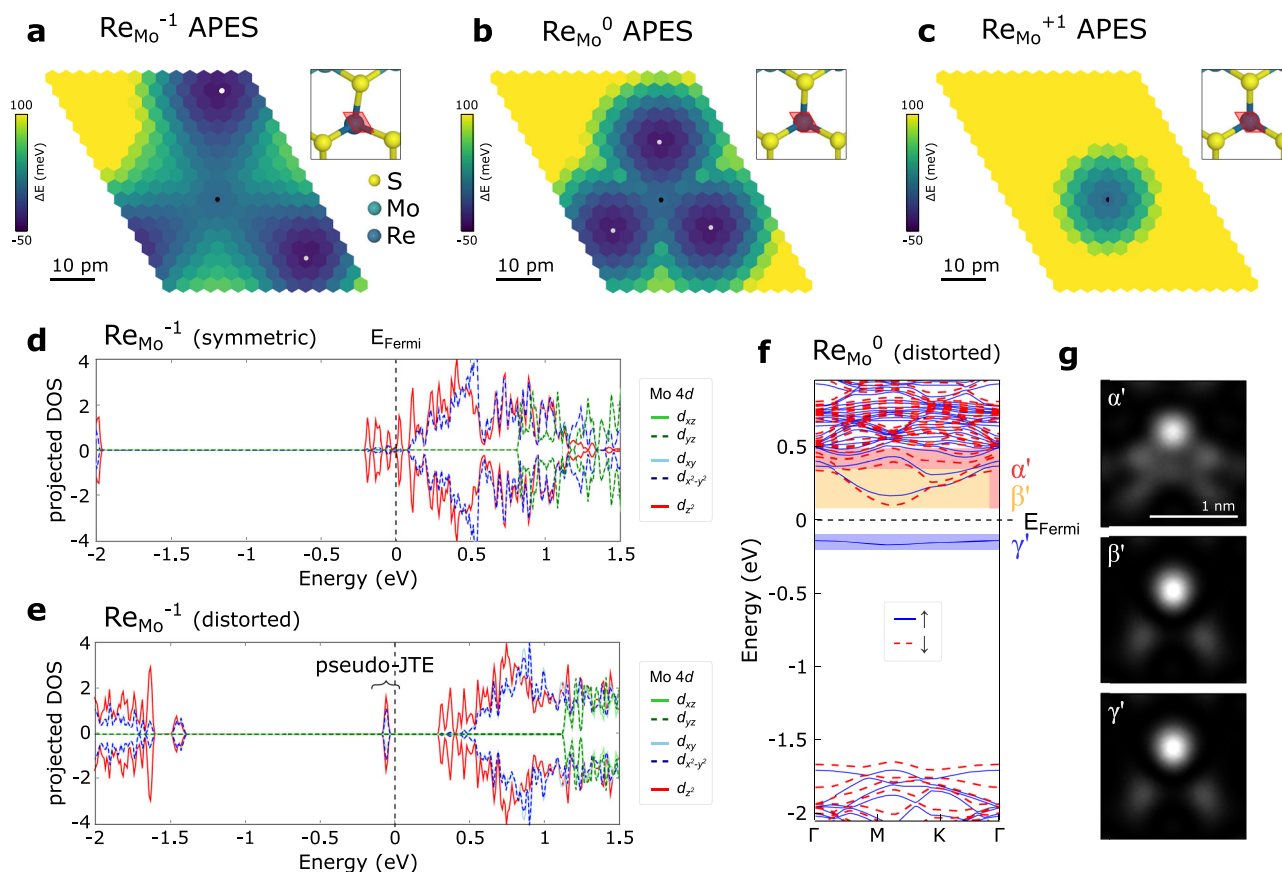 a Re_Mo^-1 APES
100
ΔE (meV)
-50
10 pm
S
Mo
Re
b Re_Mo^0 APES
100
ΔE (meV)
-50
10 pm
c Re_Mo^+1 APES
100
ΔE (meV)
-50
10 pm
d Re_Mo^-1 (symmetric) E_Fermi
projected DOS
4
2
0
2
4
-2 -1.5 -1 -0.5 0 0.5 1 1.5
Energy (eV)
Mo 4d
d_xz
d_yz
d_xy
d_x²-y²
d_z²
e Re_Mo^-1 (distorted)
pseudo-JTE
projected DOS
4
2
0
2
4
-2 -1.5 -1 -0.5 0 0.5 1 1.5
Energy (eV)
Mo 4d
d_xz
d_yz
d_xy
d_x²-y²
d_z²
f Re_Mo^0 (distorted)
Energy (eV)
0.5
0
-0.5
-1
-1.5
-2
Γ M K Γ
↑
↓
α'
β'
E_Fermi
γ'
g
α'
1 nm
β'
γ'